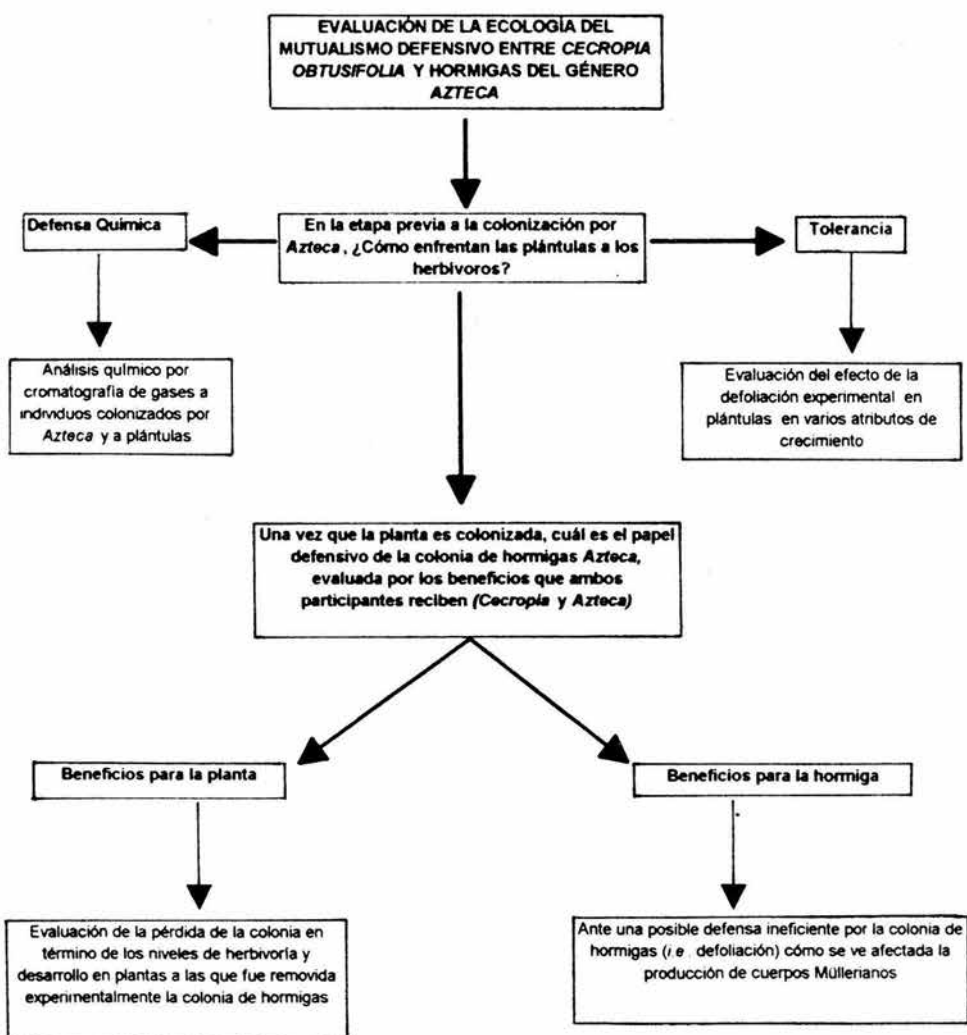 EVALUACIÓN DE LA ECOLOGÍA DEL
MUTUALISMO DEFENSIVO ENTRE CECROPIA
OBTUSIFOLIA Y HORMIGAS DEL GÉNERO
AZTECA
Defensa Química
En la etapa previa a la colonización por
Azteca, ¿Cómo enfrentan las plántulas a los
herbívoros?
Tolerancia
Análisis químico por
cromatografía de gases a
individuos colonizados por
Azteca y a plántulas
Evaluación del efecto de la
defoliación experimental en
plántulas en varios atributos de
crecimiento
Una vez que la planta es colonizada, cuál es el papel
defensivo de la colonia de hormigas Azteca,
evaluada por los beneficios que ambos
participantes reciben (Cecropia y Azteca)
Beneficios para la planta
Beneficios para la hormiga
Evaluación de la pérdida de la colonia en
término de los niveles de herbivoría y
desarrollo en plantas a las que fue removida
experimentalmente la colonia de hormigas
Ante una posible defensa ineficiente por la colonia de
hormigas (i.e. defoliación) cómo se ve afectada la
producción de cuerpos Müllerianos